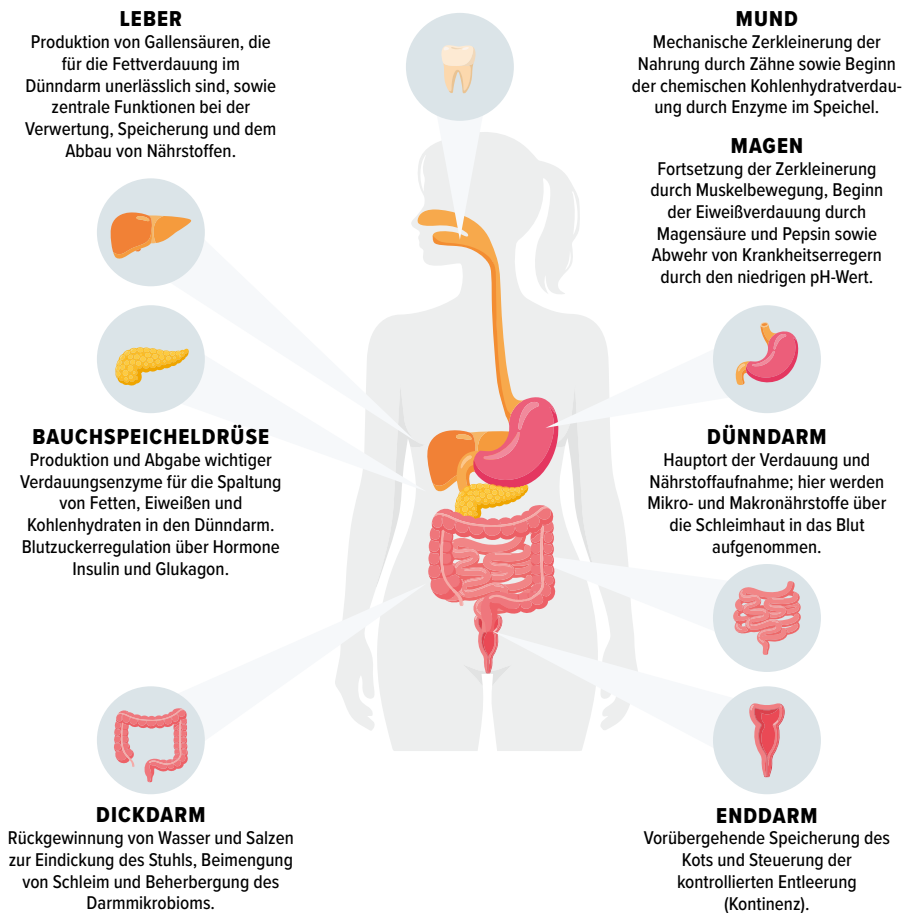 LEBER
Produktion von Gallensäuren, die
für die Fettverdauung im
Dünndarm unerlässlich sind, sowie
zentrale Funktionen bei der
Verwertung, Speicherung und dem
Abbau von Nährstoffen.
MUND
Mechanische Zerkleinerung der
Nahrung durch Zähne sowie Beginn
der chemischen Kohlenhydratverdau-
ung durch Enzyme im Speichel.
MAGEN
Fortsetzung der Zerkleinerung
durch Muskelbewegung, Beginn
der Eiweißverdauung durch
Magensäure und Pepsin sowie
Abwehr von Krankheitserregern
durch den niedrigen pH-Wert.
BAUCHSPEICHELDRÜSE
Produktion und Abgabe wichtiger
Verdauungsenzyme für die Spaltung
von Fetten, Eiweißen und
Kohlenhydraten in den Dünndarm.
Blutzuckerregulation über Hormone
Insulin und Glukagon.
DÜNNDARM
Hauptort der Verdauung und
Nährstoffaufnahme; hier werden
Mikro- und Makronährstoffe über
die Schleimhaut in das Blut
aufgenommen.
DICKDARM
Rückgewinnung von Wasser und Salzen
zur Eindickung des Stuhls, Beimengung
von Schleim und Beherbergung des
Darmmikrobioms.
ENDDARM
Vorübergehende Speicherung des
Kots und Steuerung der
kontrollierten Entleerung
(Kontinenz).